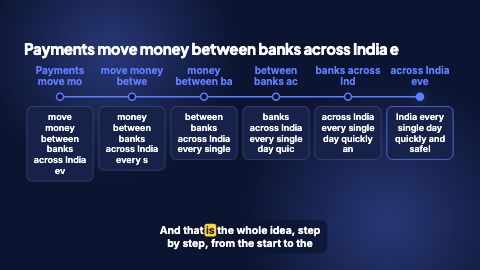 Payments move money between banks across India e
Payments
move mo
move money
betwe
money
between ba
between
banks ac
banks across
Ind
across India
eve
move
money
between
banks
across India
ev
money
between
banks
across India
every s
between
banks
across India
every single
banks
across India
every single
day quic
across India
every single
day quickly
an
India every
single day
quickly and
safel
And that is the whole idea, step
by step, from the start to the